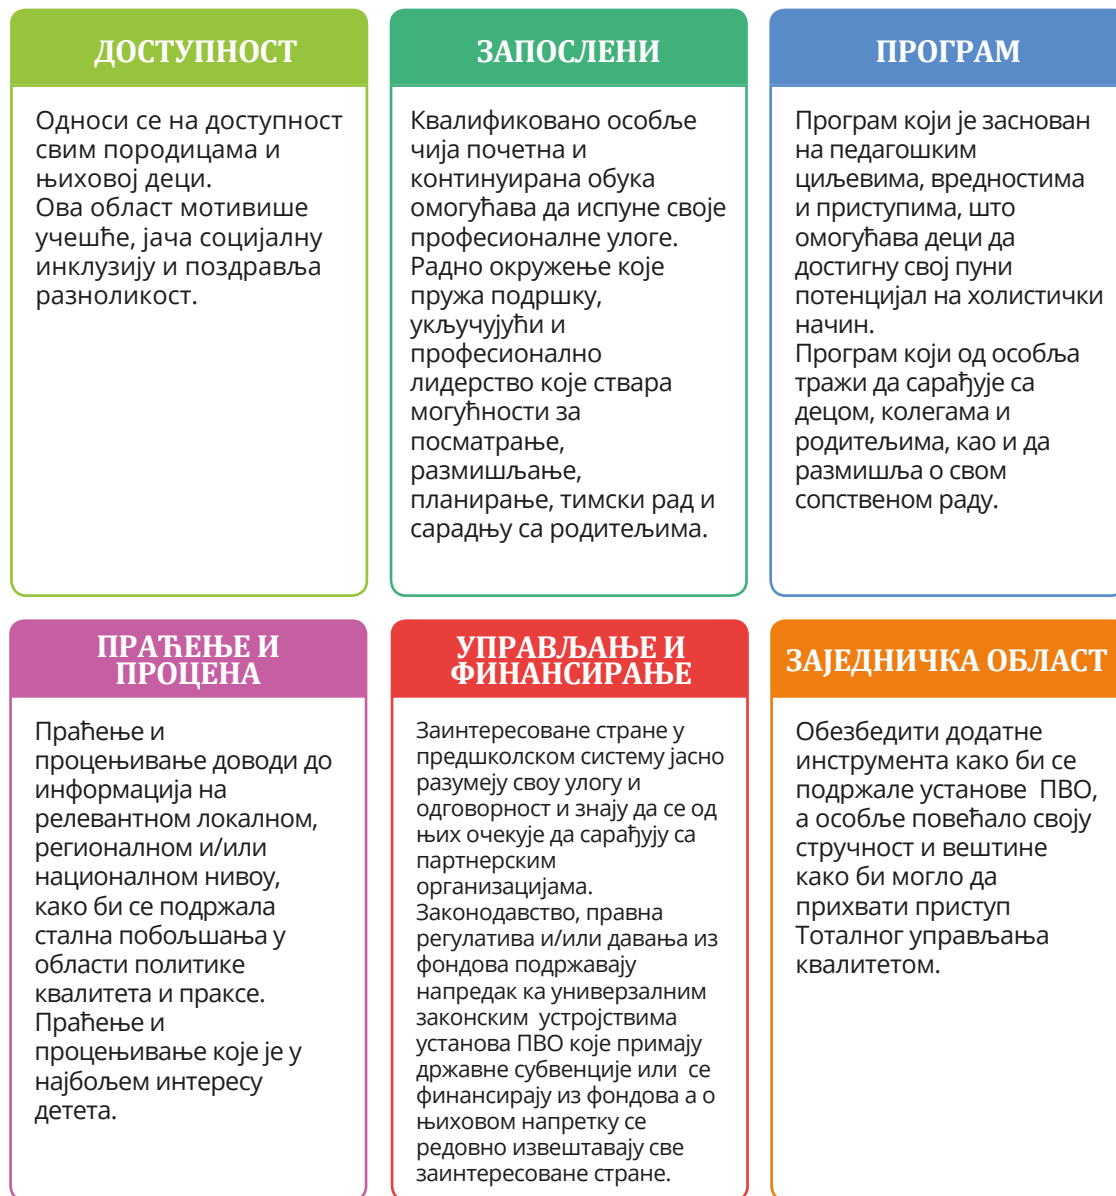 ДОСТУПНОСТ
Односи се на доступност
свим породицама и
њиховој деци.
Ова област мотивише
учешће, јача социјалну
инклузију и поздравља
разноликост.
ЗАПОСЛЕНИ
Квалификовано особље
чија почетна и
континуирана обука
омогућава да испуне своје
професионалне улоге.
Радно окружење које
пружа подршку,
укључујући и
професионално
лидерство које ствара
могућности за
посматрање,
размишљање,
планирање, тимски рад и
сарадњу са родитељима.
ПРОГРАМ
Програм који је заснован
на педагошким
циљевима, вредностима
и приступима, што
омогућава деци да
достигну свој пуни
потенцијал на холистички
начин.
Програм који од особља
тражи да сарађује са
децом, колегама и
родитељима, као и да
размишља о свом
сопственом раду.
ПРАЋЕЊЕ И
ПРОЦЕНА
Праћење и
процењивање доводи до
информација на
релевантном локалном,
регионалном и/или
националном нивоу,
како би се подржала
стална побољшања у
области политике
квалитета и праксе.
Праћење и
процењивање које је у
најбољем интересу
детета.
УПРАВЉАЊЕ И
ФИНАНСИРАЊЕ
Заинтересоване стране у
предшколском систему јасно
разумеју своју улогу и
одговорност и знају да се од
њих очекује да сарађују са
партнерским
организацијама.
Законодавство, правна
регулатива и/или давања из
фондова подржавају
напредак ка универзалним
законским устројствима
установа ПВО које примају
државне субвенције или се
финансирају из фондова а о
њиховом напретку се
редовно извештавају све
заинтересоване стране.
ЗАЈЕДНИЧКА ОБЛАСТ
Обезбедити додатне
инструмента како би се
подржале установе ПВО,
а особље повећало своју
стручност и вештине
како би могло да
прихвати приступ
Тоталног управљања
квалитетом.